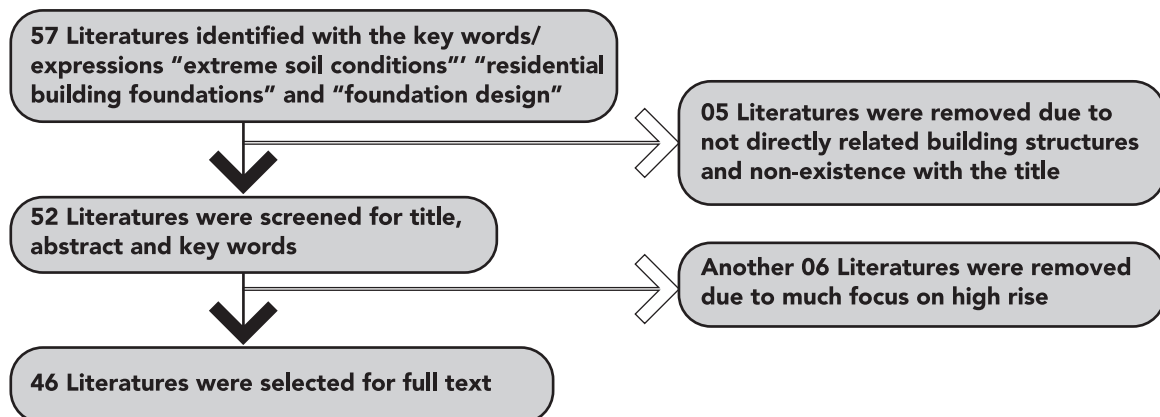 57 Literatures identified with the key words/
expressions “extreme soil conditions”’ “residential
building foundations” and “foundation design”
05 Literatures were removed due to
not directly related building structures
and non-existence with the title
52 Literatures were screened for title,
abstract and key words
Another 06 Literatures were removed
due to much focus on high rise
46 Literatures were selected for full text